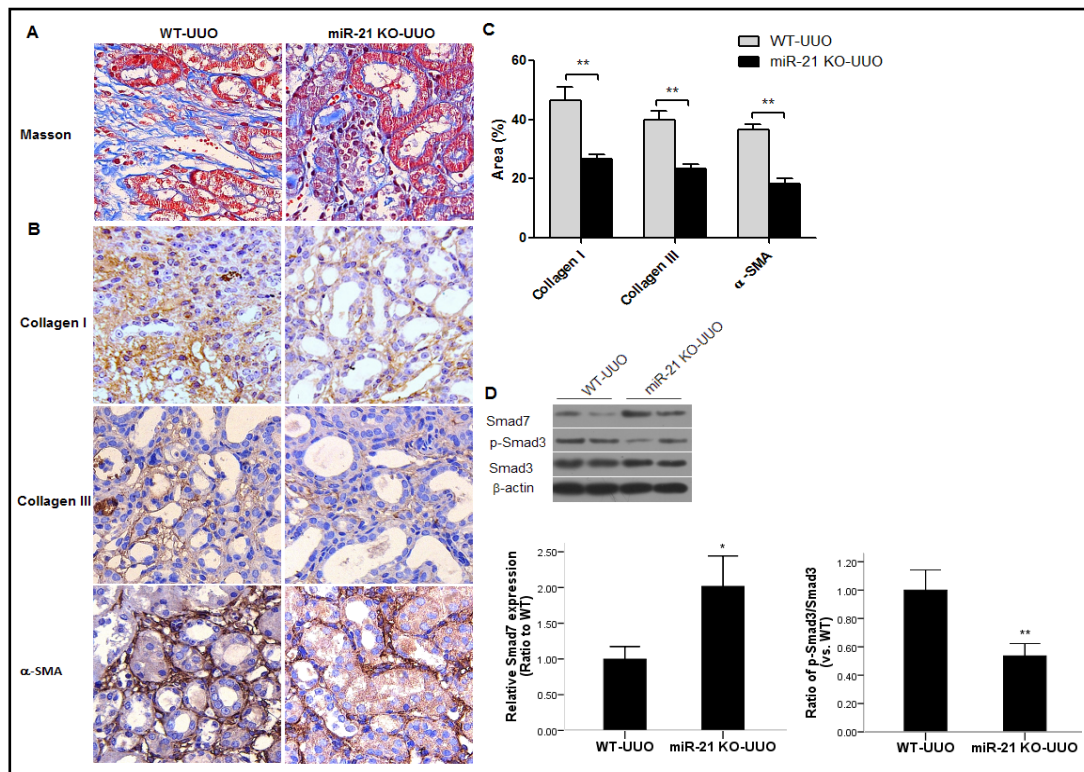 A
WT-UUO
miR-21 KO-UUO
Masson
B
Collagen I
Collagen III
α-SMA
C
WT-UUO
miR-21 KO-UUO
Area (%)
60
40
20
0
**
**
**
Collagen I
Collagen III
α-SMA
D
WT-UUO
miR-21 KO-UUO
Smad7
p-Smad3
Smad3
β-actin
Relative Smad7 expression
(Ratio to WT)
2.50
2.00
1.50
1.00
0.50
0.00
*
WT-UUO
miR-21 KO-UUO
Ratio of p-Smad3/Smad3
(vs. WT)
1.20
1.00
0.80
0.60
0.40
0.20
0.00
**
WT-UUO
miR-21 KO-UUO